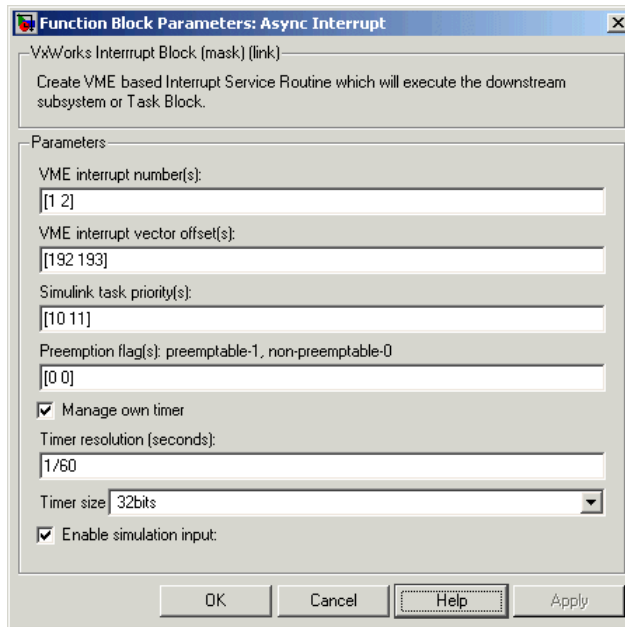 Function Block Parameters: Async Interrupt
VxWorks Interrrupt Block (mask) (link)
Create VME based Interrupt Service Routine which will execute the downstream
subsystem or Task Block.
Parameters
VME interrupt number(s):
[1 2]
VME interrupt vector offset(s):
[192 193]
Simulink task priority(s):
[10 11]
Preemption flag(s): preemptable-1, non-preemptable-0
[0 0]
Manage own timer
Timer resolution (seconds):
1/60
Timer size 32bits
Enable simulation input:
OK Cancel Help Apply